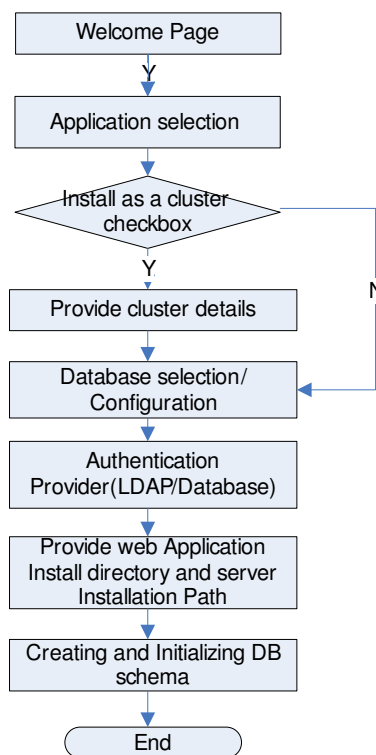 Welcome Page
Y
Application selection
Install as a cluster
checkbox
Y
N
Provide cluster details
Database selection/
Configuration
Authentication
Provider(LDAP/Database)
Provide web Application
Install directory and server
Installation Path
Creating and Initializing DB
schema
End